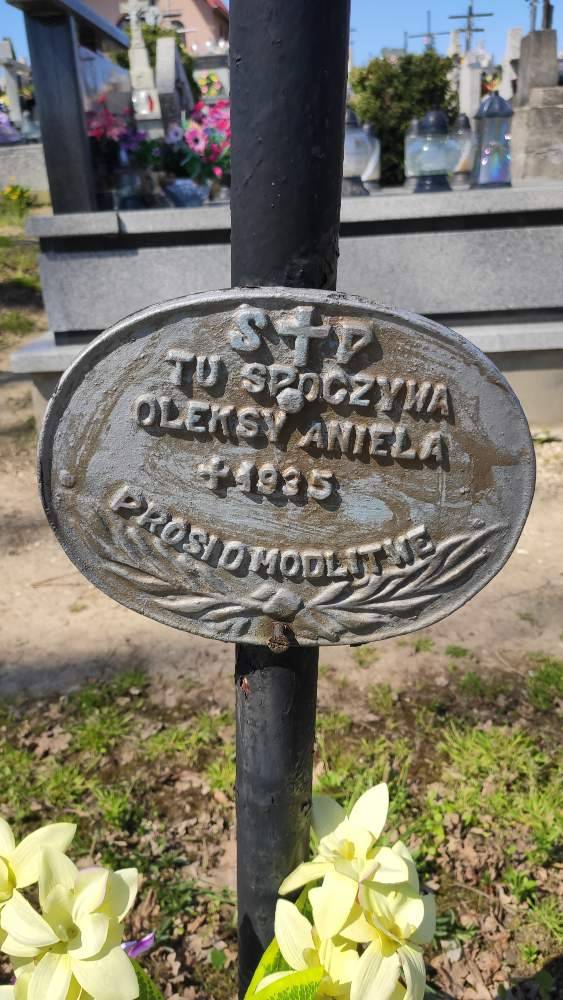 S † P
TU SPOCZYWA
OLEKSY ANIELA
† 1935
PROSI O MODLITWE